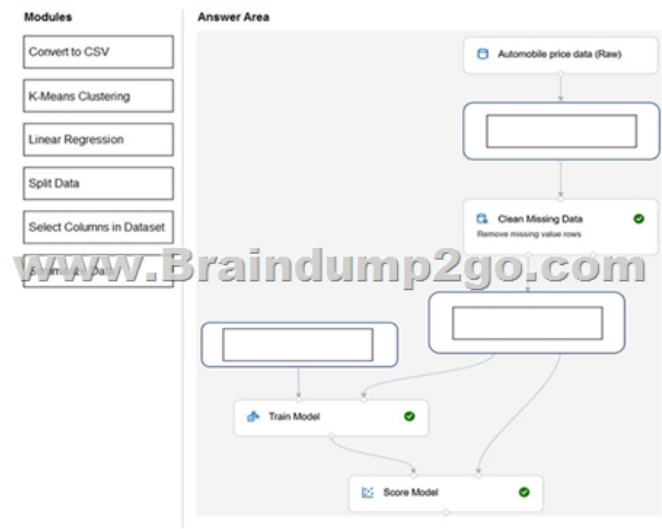 Modules
Answer Area
Convert to CSV
K-Means Clustering
Linear Regression
Split Data
Select Columns in Dataset
Automobile price data (Raw)
Clean Missing Data
Remove missing value rows
www.Braindump2go.com
Train Model
Score Model